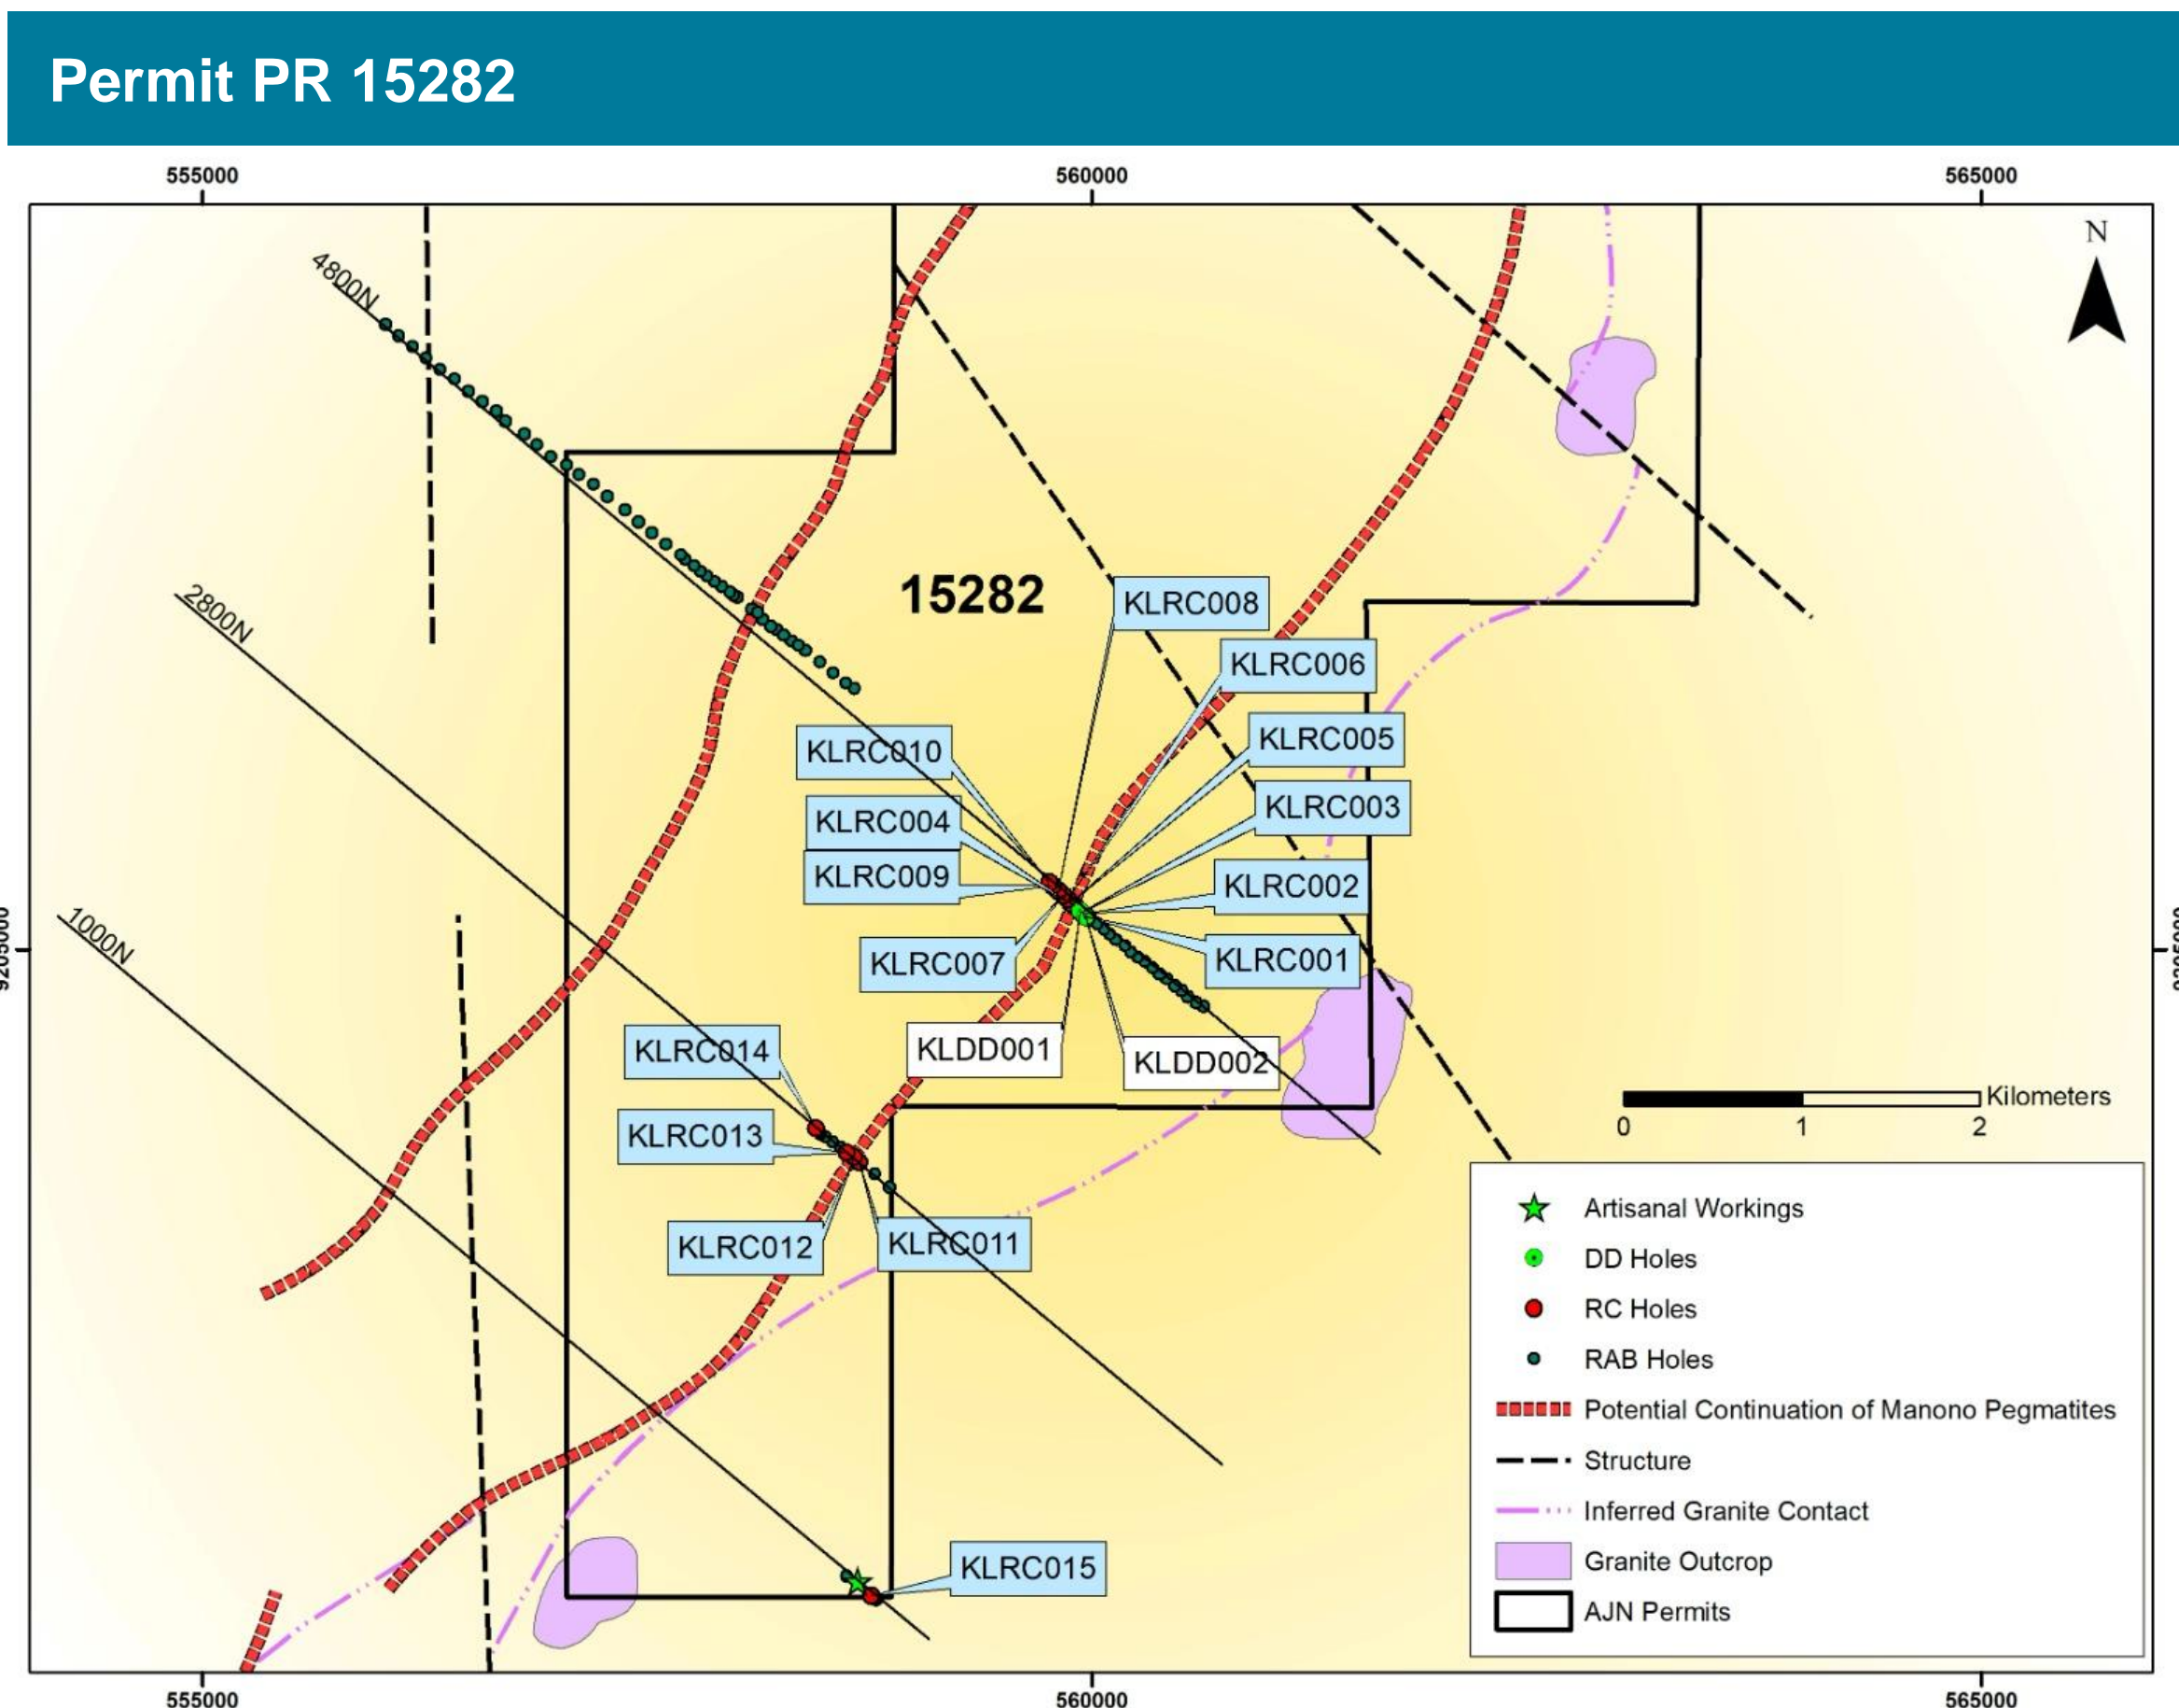 Permit PR 15282
555000
560000
565000
N
4800N
2800N
1000N
15282
KLRC008
KLRC006
KLRC010
KLRC005
KLRC004
KLRC003
KLRC009
KLRC002
KLRC007
KLRC001
KLDD001
KLDD002
KLRC014
KLRC013
KLRC012
KLRC011
KLRC015
Kilometers
0 1 2
Artisanal Workings
DD Holes
RC Holes
RAB Holes
Potential Continuation of Manono Pegmatites
Structure
Inferred Granite Contact
Granite Outcrop
AJN Permits
555000
560000
565000